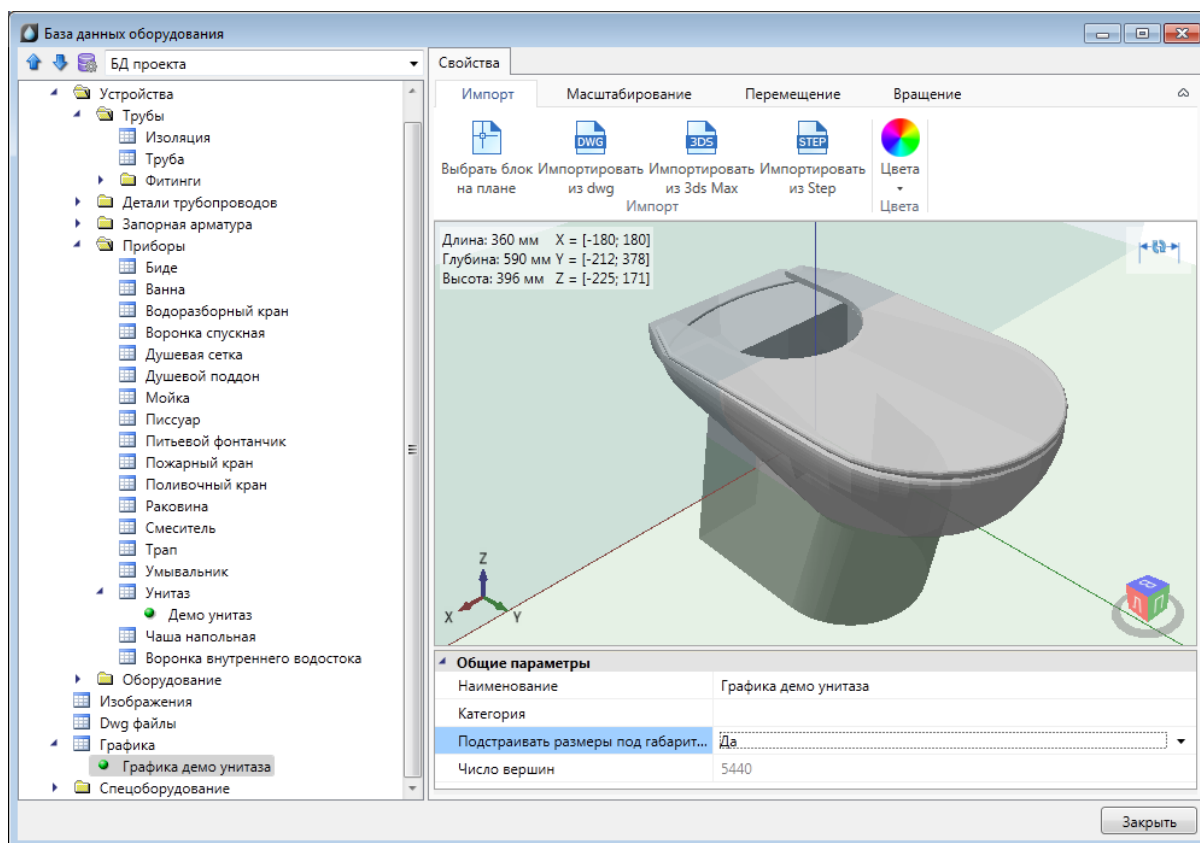 База данных оборудования
БД проекта
Устройства
Трубы
Изоляция
Труба
Фитинги
Детали трубопроводов
Запорная арматура
Приборы
Биде
Ванна
Водоразборный кран
Воронка спускная
Душевая сетка
Душевой поддон
Мойка
Писсуар
Питьевой фонтанчик
Пожарный кран
Поливочный кран
Раковина
Смеситель
Трап
Умывальник
Унитаз
Демо унитаз
Чаша напольная
Воронка внутреннего водостока
Оборудование
Изображения
Dwg файлы
Графика
Графика демо унитаза
Спецоборудование
Свойства
Импорт Масштабирование Перемещение Вращение
DWG 3DS STEP
Выбрать блок Импортировать Импортировать Импортировать Цвета
на плане из dwg из 3ds Max из Step
Импорт Цвета
Длина: 360 мм X = [-180; 180]
Глубина: 590 мм Y = [-212; 378]
Высота: 396 мм Z = [-225; 171]
Z
X Y
В
Л П
Общие параметры
Наименование Графика демо унитаза
Категория
Подстраивать размеры под габарит... Да
Число вершин 5440
Закрыть